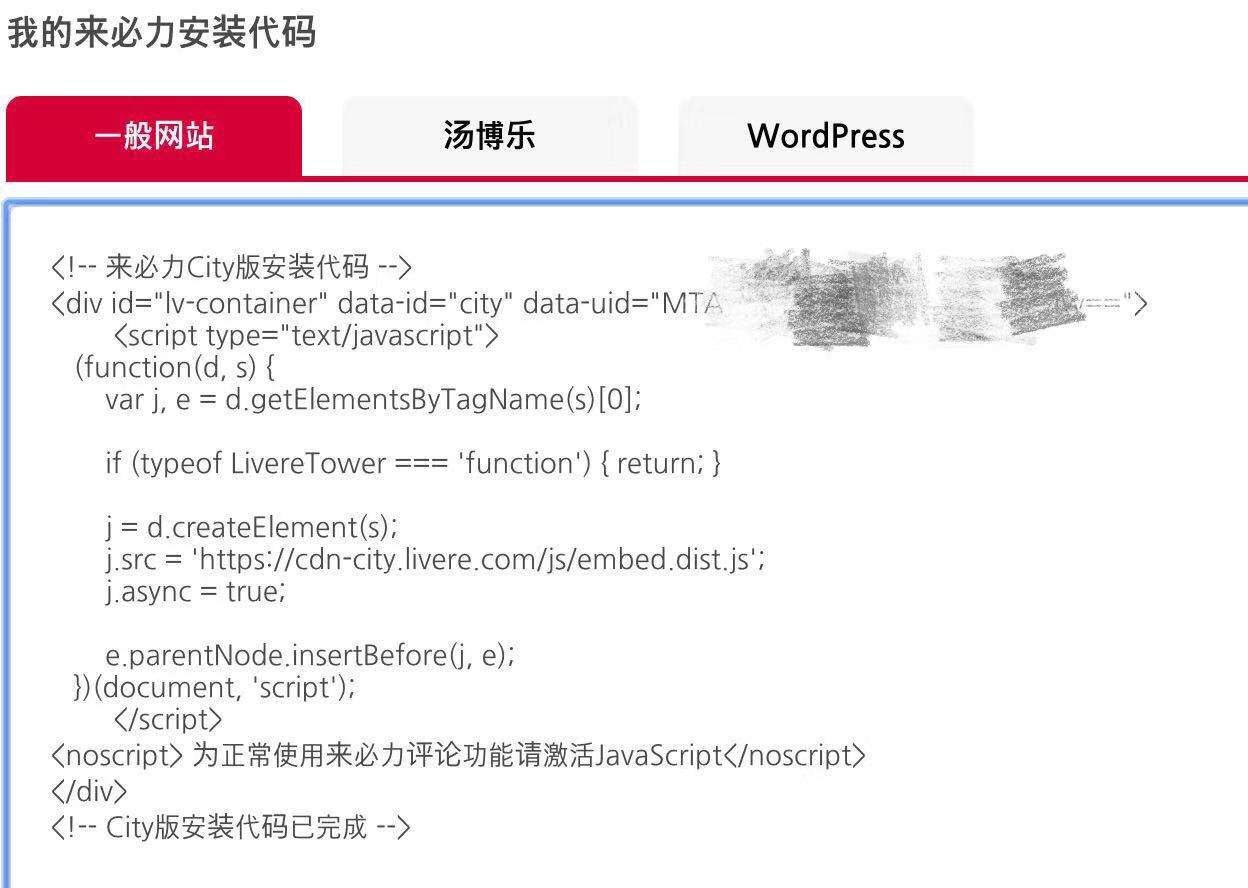 我的来必力安装代码
一般网站 汤博乐 WordPress
<!-- 来必力City版安装代码 -->
<div id="lv-container" data-id="city" data-uid="MTA ==">
<script type="text/javascript">
(function(d, s) {
var j, e = d.getElementsByTagName(s)[0];
if (typeof LivereTower === 'function') { return; }
j = d.createElement(s);
j.src = 'https://cdn-city.livere.com/js/embed.dist.js';
j.async = true;
e.parentNode.insertBefore(j, e);
})(document, 'script');
</script>
<noscript> 为正常使用来必力评论功能请激活JavaScript</noscript>
</div>
<!-- City版安装代码已完成 -->